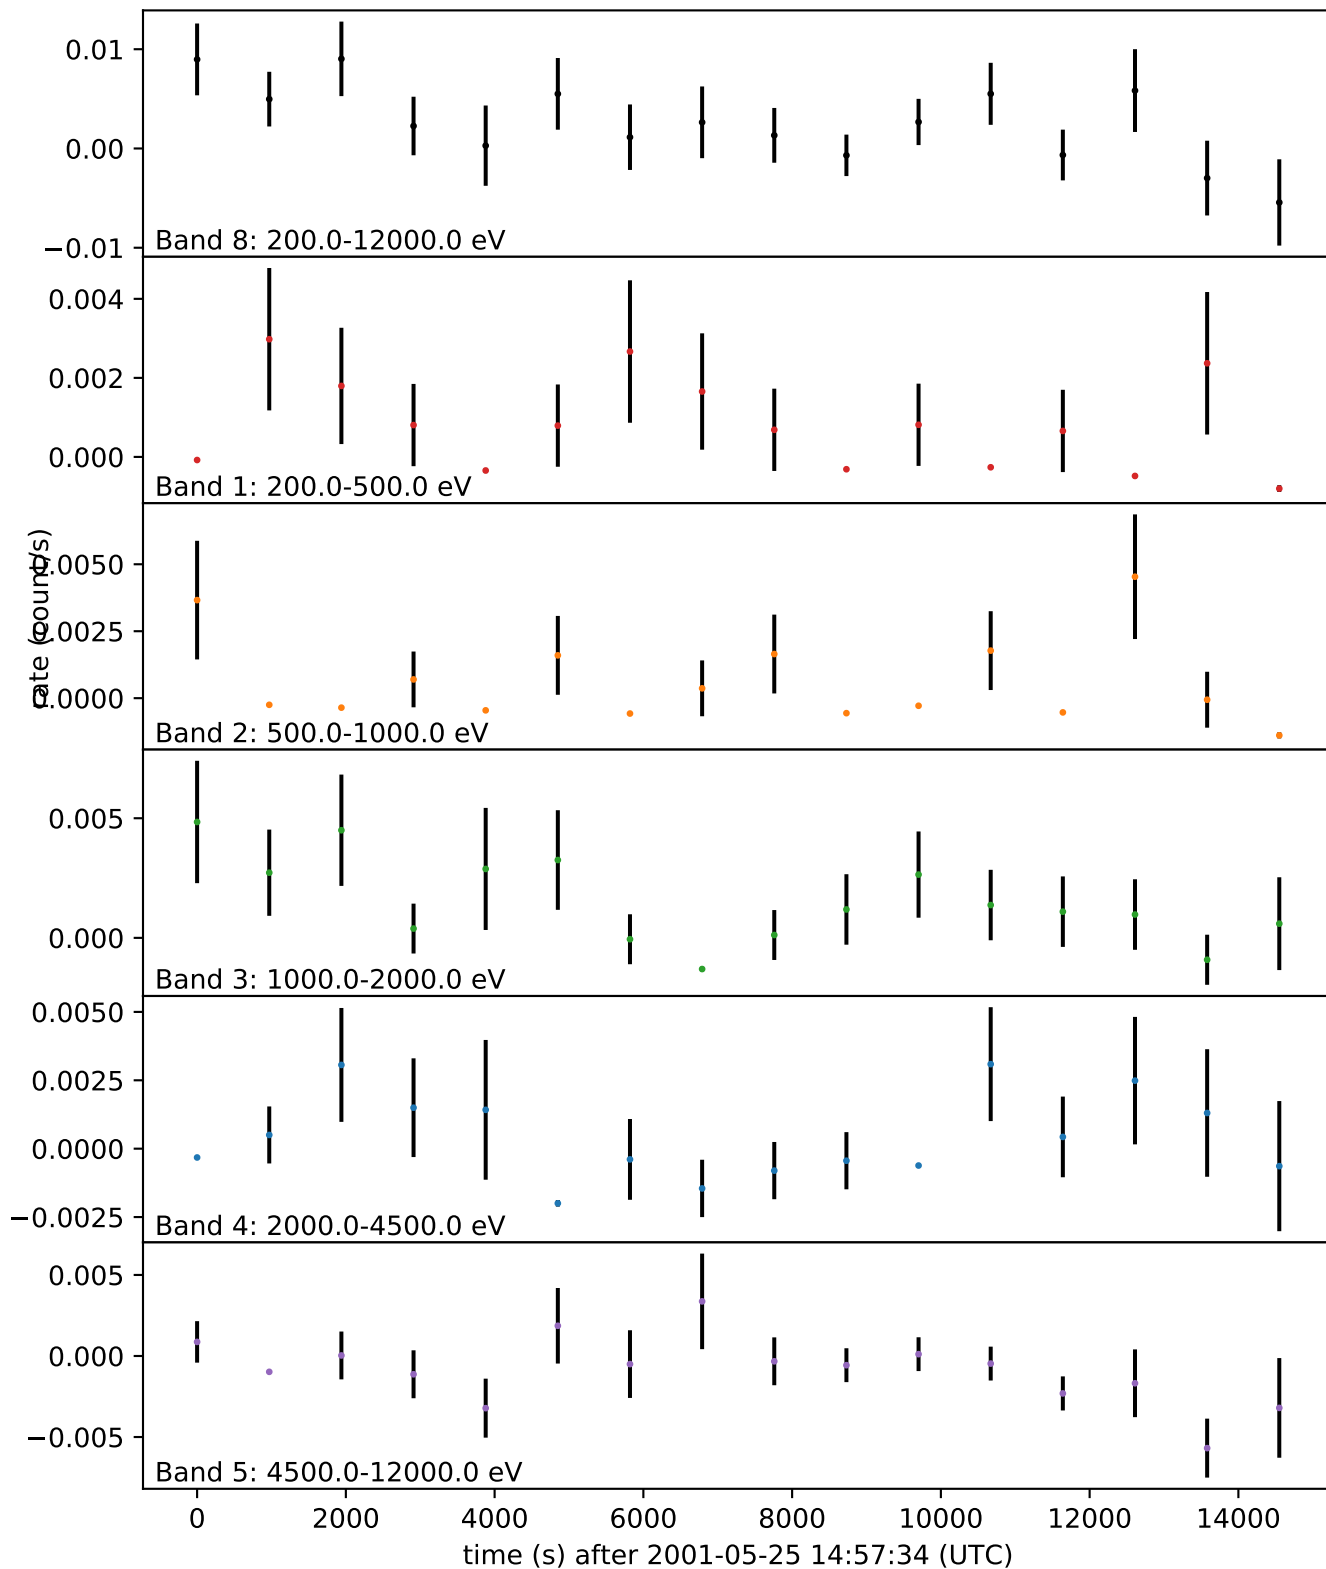 0.01
0.00
−0.01
Band 8: 200.0-12000.0 eV
0.004
0.002
0.000
Band 1: 200.0-500.0 eV
rate (count/s)
0.0050
0.0025
0.0000
Band 2: 500.0-1000.0 eV
0.005
0.000
Band 3: 1000.0-2000.0 eV
0.0050
0.0025
0.0000
−0.0025
Band 4: 2000.0-4500.0 eV
0.005
0.000
−0.005
Band 5: 4500.0-12000.0 eV
0 2000 4000 6000 8000 10000 12000 14000
time (s) after 2001-05-25 14:57:34 (UTC)